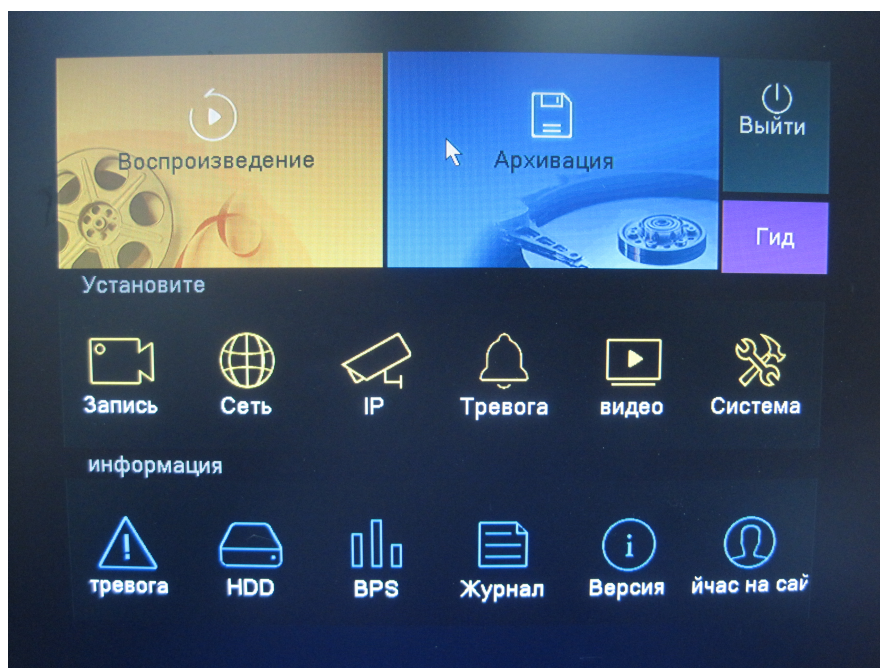 Воспроизведение
Архивация
Выйти
Гид
Установите
Запись
Сеть
IP
Тревога
видео
Система
информация
тревога
HDD
BPS
Журнал
Версия
йчас на сай